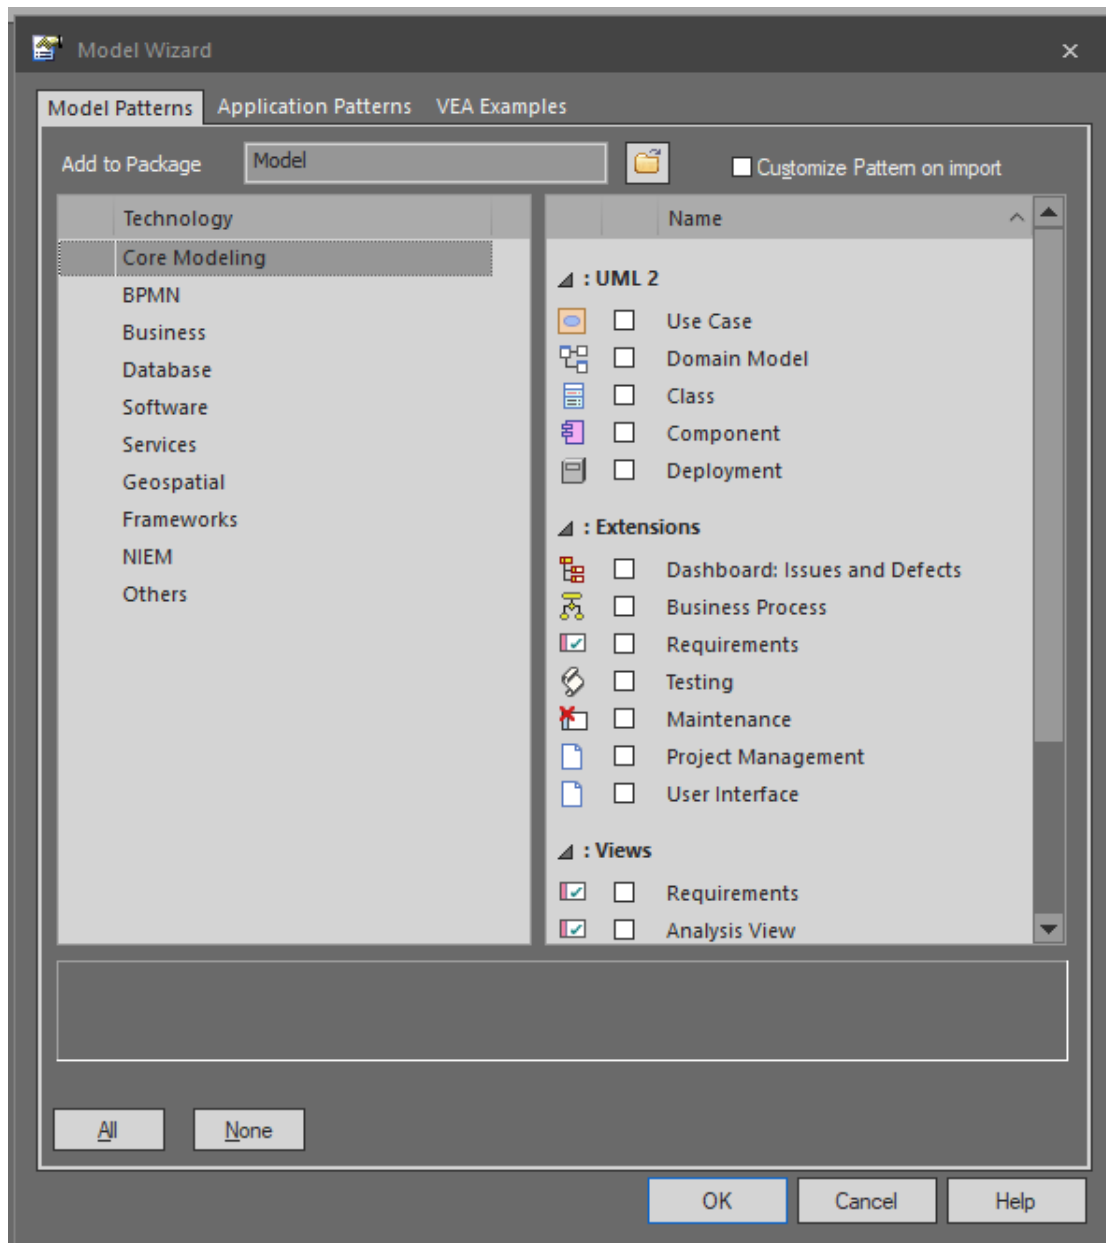 Model Wizard
Model Patterns Application Patterns VEA Examples
Add to Package Model Customize Pattern on import
Technology
Core Modeling
BPMN
Business
Database
Software
Services
Geospatial
Frameworks
NIEM
Others
Name
: UML 2
Use Case
Domain Model
Class
Component
Deployment
: Extensions
Dashboard: Issues and Defects
Business Process
Requirements
Testing
Maintenance
Project Management
User Interface
: Views
Requirements
Analysis View
All None
OK Cancel Help